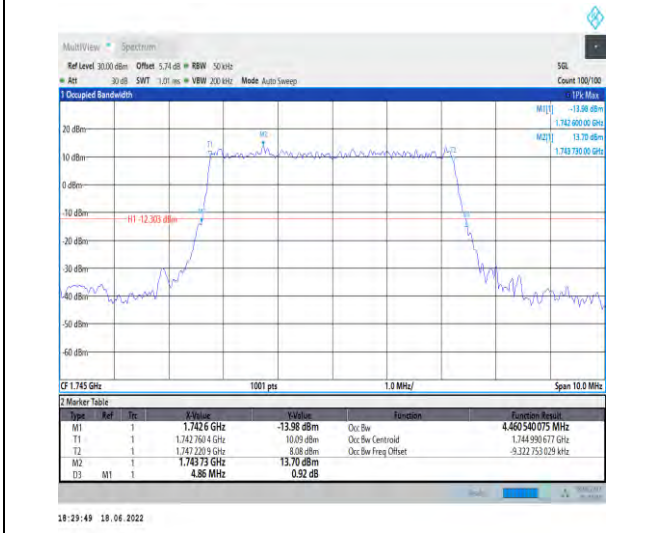 MultiView Spectrum
Ref Level 30.00 dBm Offset 5.74 dB RBW 50 kHz SGL
Att 30 dB SWT 1.01 ms VBW 200 kHz Mode Auto Sweep Count 100/100
1 Occupied Bandwidth 1Pk Max
M1[1] -13.98 dBm
1.742 600 00 GHz
M2[1] 13.70 dBm
1.743 730 00 GHz
20 dBm
M2
T1
T2
10 dBm
0 dBm
-10 dBm
H1 -12.303 dBm
-20 dBm
-30 dBm
-40 dBm
-50 dBm
-60 dBm
CF 1.745 GHz 1001 pts 1.0 MHz/ Span 10.0 MHz
2 Marker Table
Type Ref Trc X-Value Y-Value Function Function Result
M1 1 1.742 6 GHz -13.98 dBm Occ Bw 4.460 540 075 MHz
T1 1 1.742 760 4 GHz 10.09 dBm Occ Bw Centroid 1.744 990 677 GHz
T2 1 1.747 220 9 GHz 8.08 dBm Occ Bw Freq Offset -9.322 753 029 kHz
M2 1 1.743 73 GHz 13.70 dBm
D3 M1 1 4.86 MHz 0.92 dB
18:29:49 18.06.2022